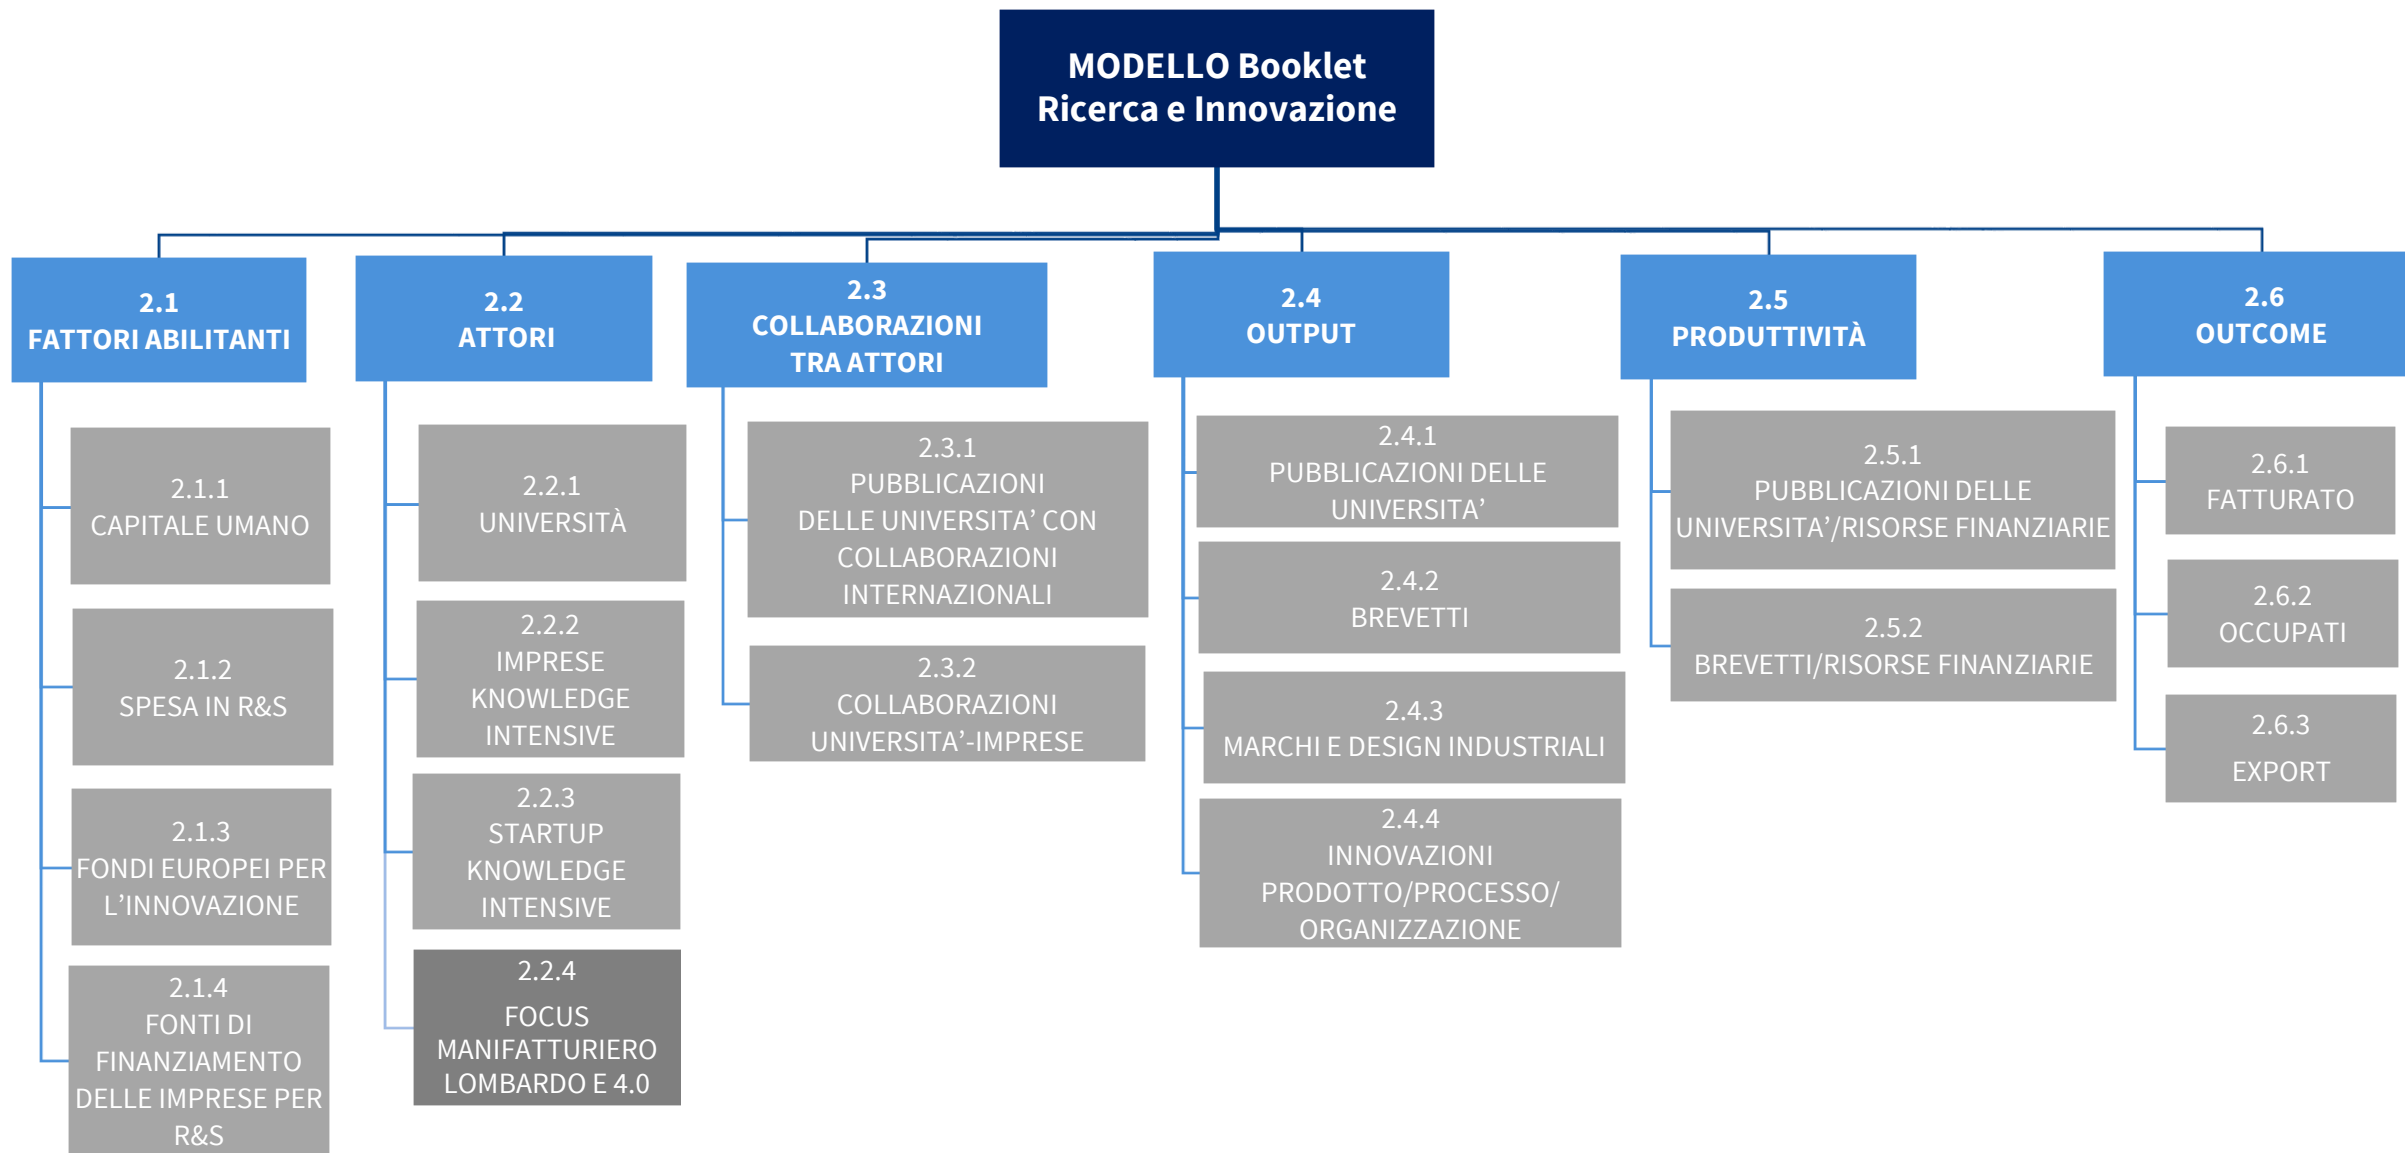 MODELLO Booklet
Ricerca e Innovazione
2.1
FATTORI ABILITANTI
2.1.1
CAPITALE UMANO
2.1.2
SPESA IN R&S
2.1.3
FONDI EUROPEI PER
L’INNOVAZIONE
2.1.4
FONTI DI
FINANZIAMENTO
DELLE IMPRESE PER
R&S
2.2
ATTORI
2.2.1
UNIVERSITÀ
2.2.2
IMPRESE
KNOWLEDGE
INTENSIVE
2.2.3
STARTUP
KNOWLEDGE
INTENSIVE
2.2.4
FOCUS
MANIFATTURIERO
LOMBARDO E 4.0
2.3
COLLABORAZIONI
TRA ATTORI
2.3.1
PUBBLICAZIONI
DELLE UNIVERSITA’ CON
COLLABORAZIONI
INTERNAZIONALI
2.3.2
COLLABORAZIONI
UNIVERSITA’-IMPRESE
2.4
OUTPUT
2.4.1
PUBBLICAZIONI DELLE
UNIVERSITA’
2.4.2
BREVETTI
2.4.3
MARCHI E DESIGN INDUSTRIALI
2.4.4
INNOVAZIONI
PRODOTTO/PROCESSO/
ORGANIZZAZIONE
2.5
PRODUTTIVITÀ
2.5.1
PUBBLICAZIONI DELLE
UNIVERSITA’/RISORSE FINANZIARIE
2.5.2
BREVETTI/RISORSE FINANZIARIE
2.6
OUTCOME
2.6.1
FATTURATO
2.6.2
OCCUPATI
2.6.3
EXPORT